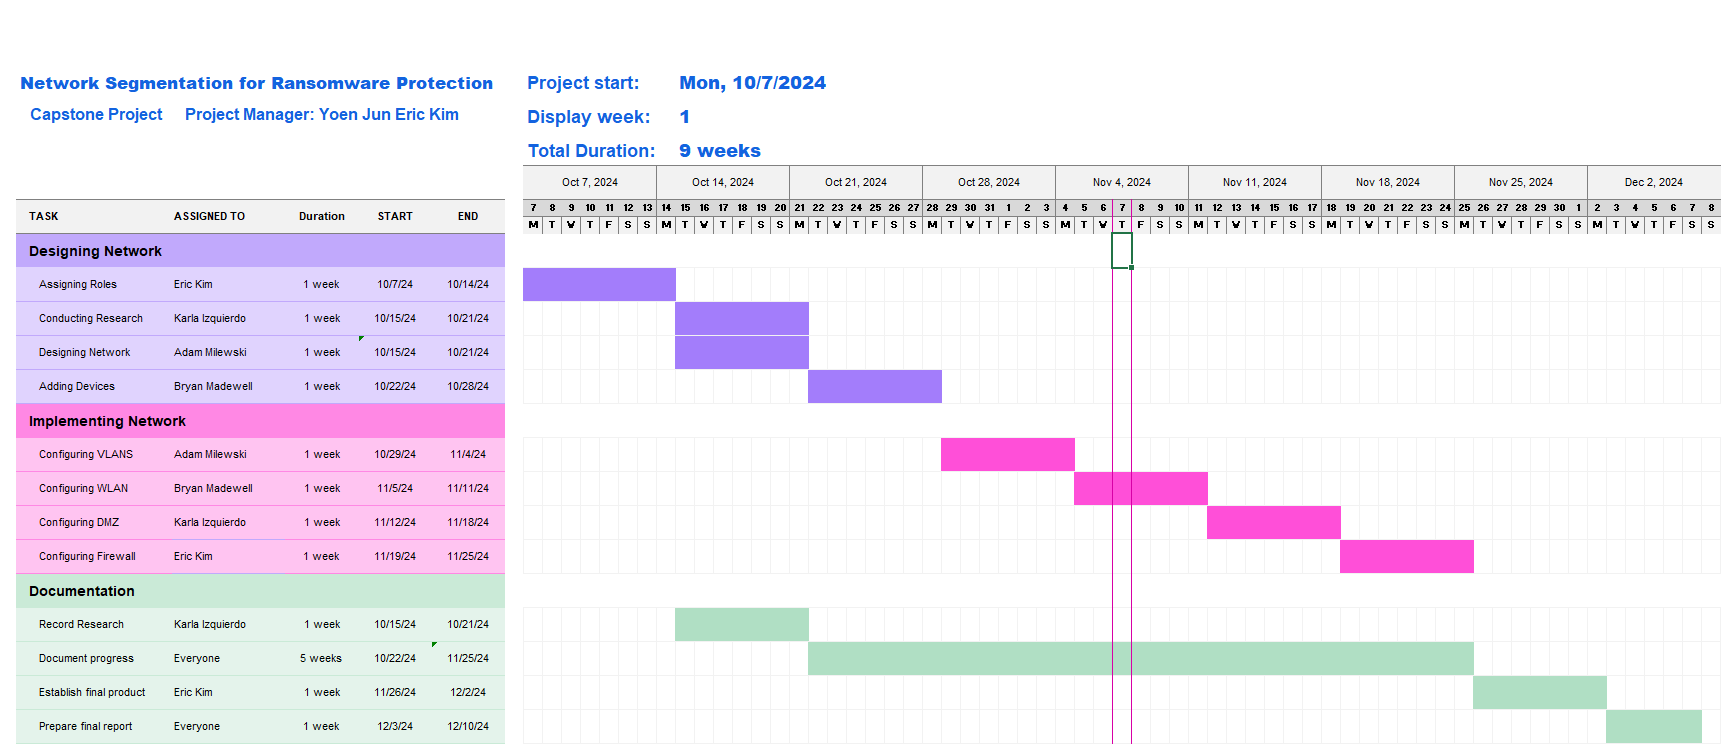 Network Segmentation for Ransomware Protection
Project start: Mon, 10/7/2024
Capstone Project Project Manager: Yoen Jun Eric Kim
Display week: 1
Total Duration: 9 weeks
Oct 7, 2024 Oct 14, 2024 Oct 21, 2024 Oct 28, 2024 Nov 4, 2024 Nov 11, 2024 Nov 18, 2024 Nov 25, 2024 Dec 2, 2024
7 8 9 10 11 12 13 14 15 16 17 18 19 20 21 22 23 24 25 26 27 28 29 30 31 1 2 3 4 5 6 7 8 9 10 11 12 13 14 15 16 17 18 19 20 21 22 23 24 25 26 27 28 29 30 1 2 3 4 5 6 7 8
TASK ASSIGNED TO Duration START END
M T W T F S S M T W T F S S M T W T F S S M T W T F S S M T W T F S S M T W T F S S M T W T F S S M T W T F S S M T W T F S S
Designing Network
Assigning Roles Eric Kim 1 week 10/7/24 10/14/24
Conducting Research Karla Izquierdo 1 week 10/15/24 10/21/24
Designing Network Adam Milewski 1 week 10/15/24 10/21/24
Adding Devices Bryan Madewell 1 week 10/22/24 10/28/24
Implementing Network
Configuring VLANS Adam Milewski 1 week 10/29/24 11/4/24
Configuring WLAN Bryan Madewell 1 week 11/5/24 11/11/24
Configuring DMZ Karla Izquierdo 1 week 11/12/24 11/18/24
Configuring Firewall Eric Kim 1 week 11/19/24 11/25/24
Documentation
Record Research Karla Izquierdo 1 week 10/15/24 10/21/24
Document progress Everyone 5 weeks 10/22/24 11/25/24
Establish final product Eric Kim 1 week 11/26/24 12/2/24
Prepare final report Everyone 1 week 12/3/24 12/10/24